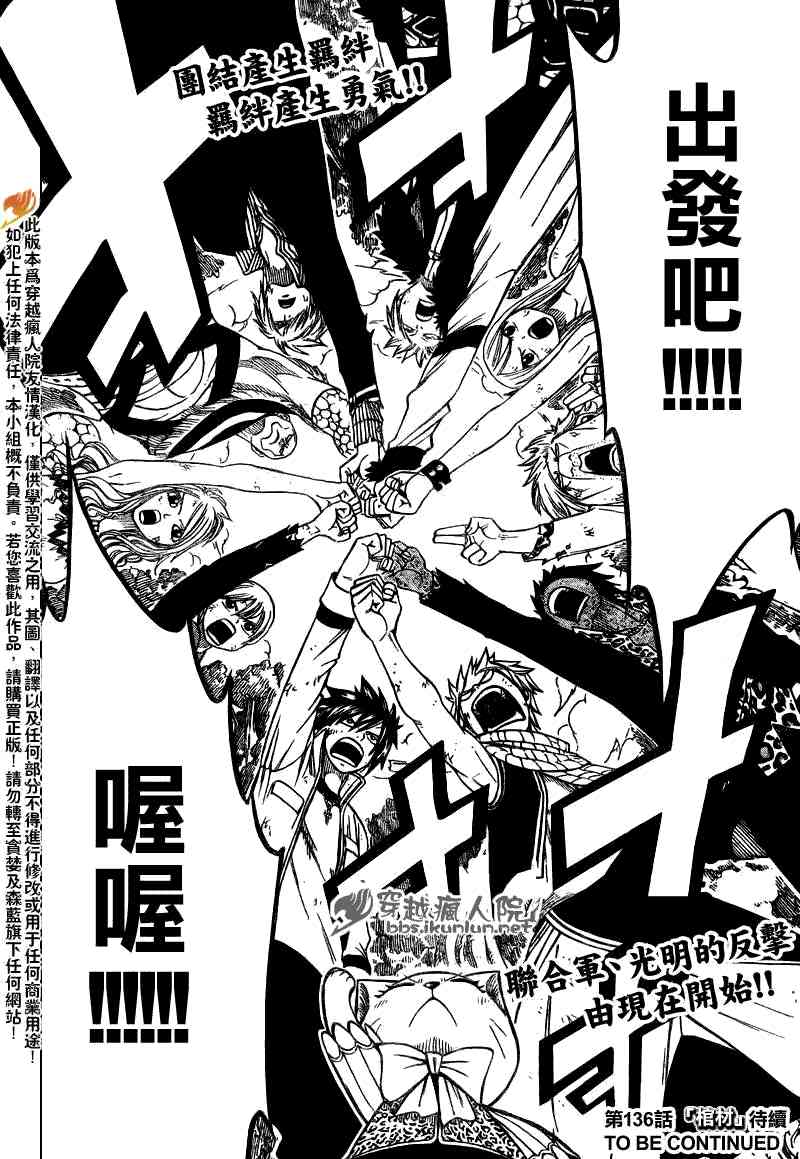 團結產生羈絆
羈絆產生勇氣!!
出發吧!!!!!
喔喔!!!!!!
穿越瘋人院
bbs.ikunlun.net
聯合軍、光明的反擊
由現在開始!!
第136話「棺材」待續
TO BE CONTINUED
此版本爲穿越瘋人院友情漢化，僅供學習交流之用，其圖、翻譯以及任何部分不得進行修改或用于任何商業用途！
如犯上任何法律責任，本小組概不負責。若您喜歡此作品，請購買正版！請勿轉至貪婪及森藍旗下任何網站！